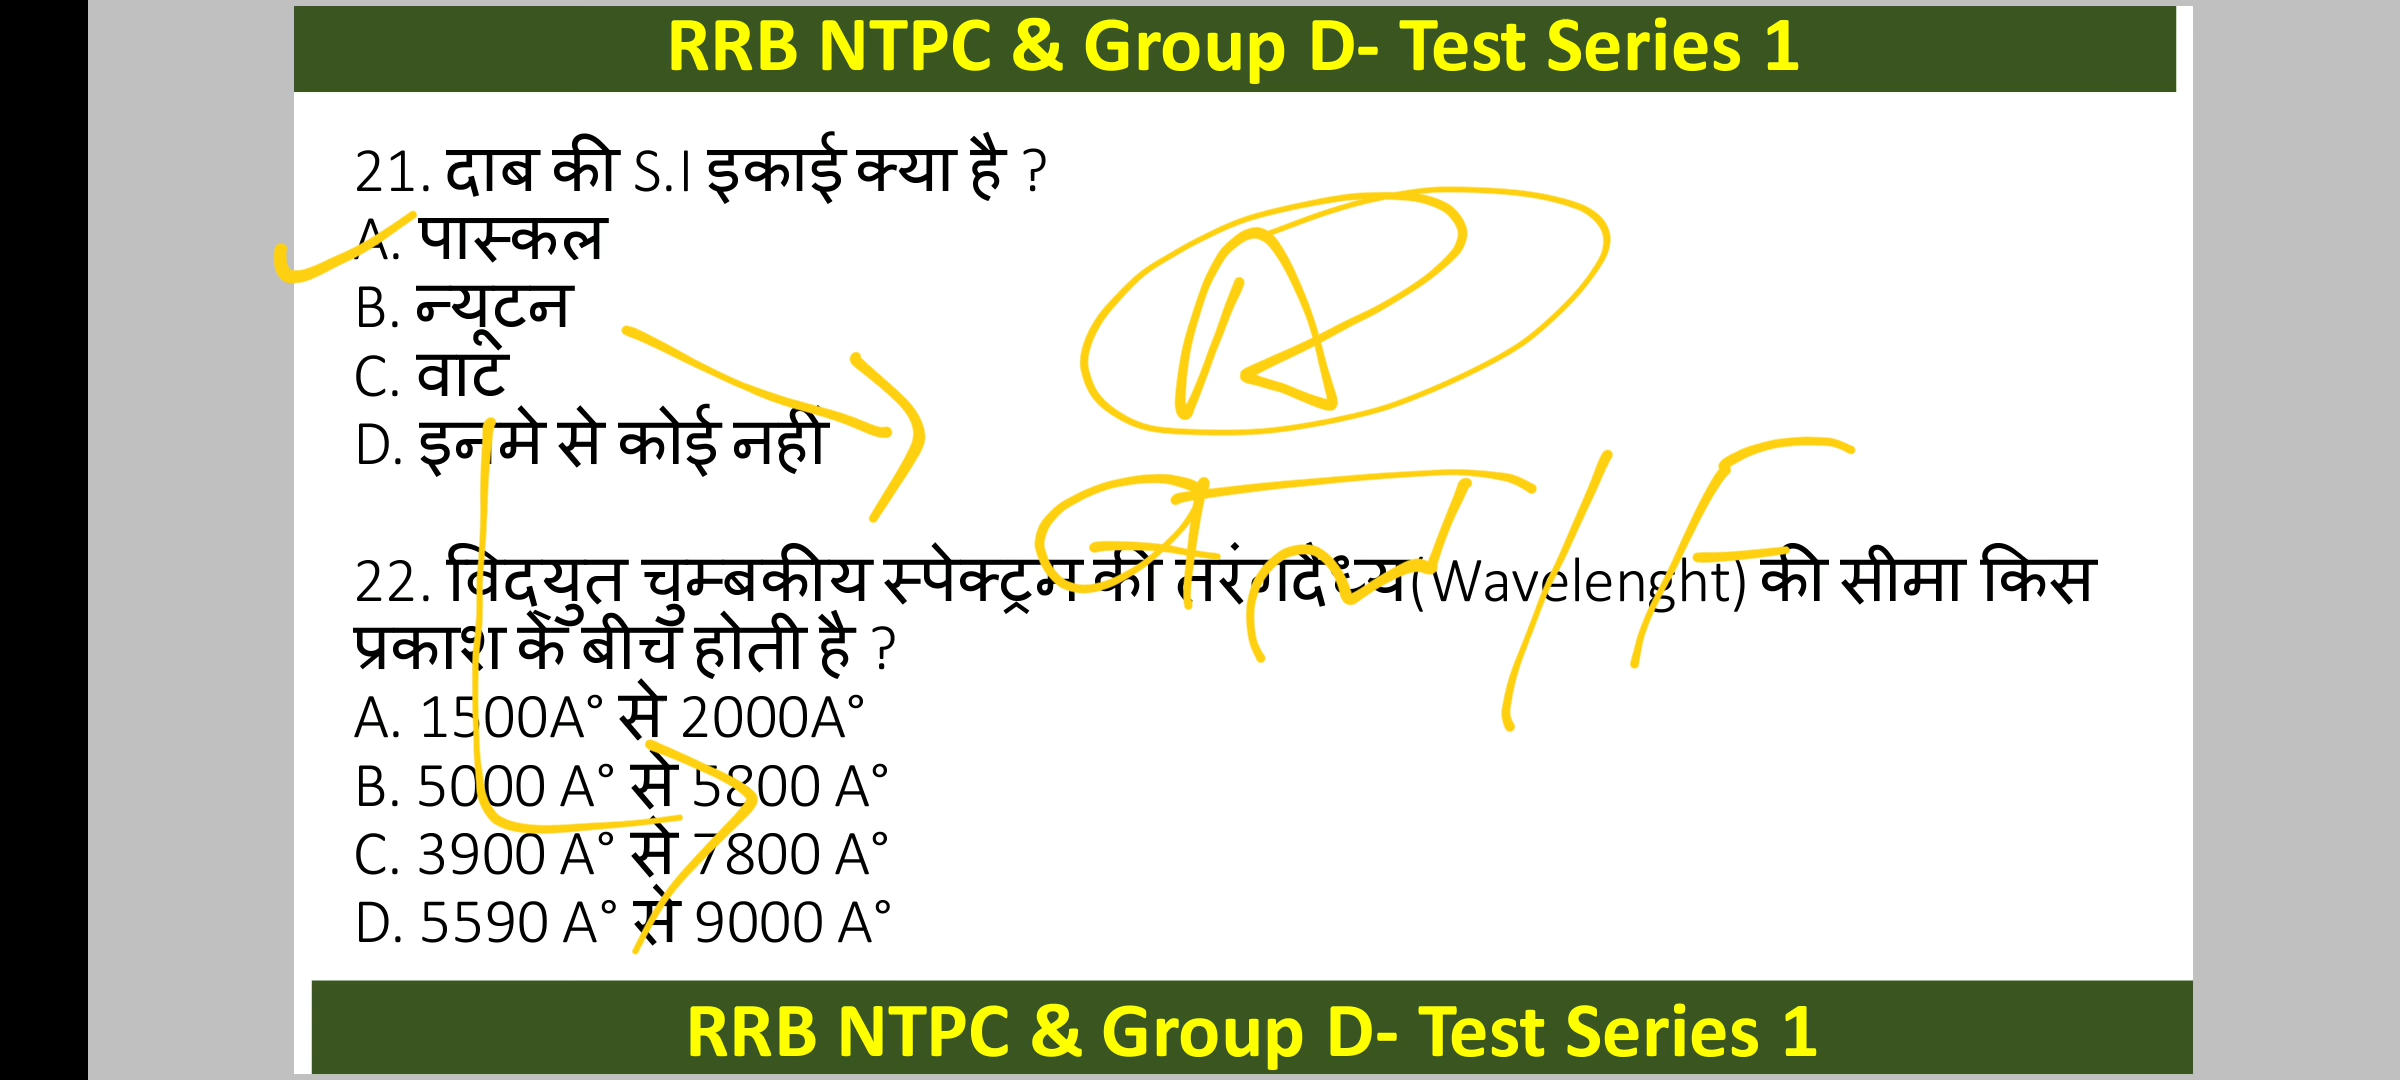 RRB NTPC & Group D- Test Series 1
21. दाब की S.I इकाई क्या है ?
A. पास्कल
B. न्यूटन
C. वाट
D. इनमे से कोई नहीं
22. विद्युत चुम्बकीय स्पेक्ट्रम की तरंगदैर्ध्य(Wavelenght) की सीमा किस
प्रकाश के बीच होती है ?
A. 1500A° से 2000A°
B. 5000 A° से 5800 A°
C. 3900 A° से 7800 A°
D. 5590 A° से 9000 A°
RRB NTPC & Group D- Test Series 1